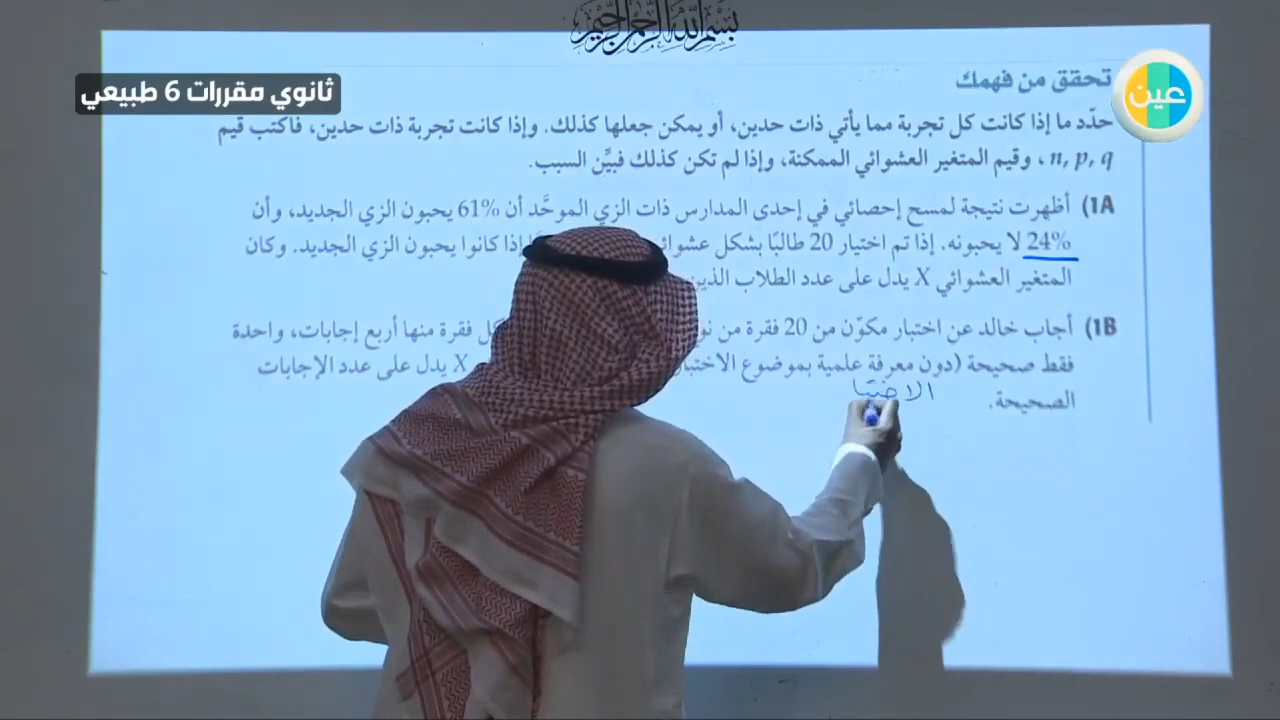 بسم الله الرحمن الرحيم
ثانوي مقررات 6 طبيعي
عين
تحقق من فهمك
حدّد ما إذا كانت كل تجربة مما يأتي ذات حدين، أو يمكن جعلها كذلك. وإذا كانت تجربة ذات حدين، فاكتب قيم
n, p, q ، وقيم المتغير العشوائي الممكنة، وإذا لم تكن كذلك فبيِّن السبب.
1A) أظهرت نتيجة لمسح إحصائي في إحدى المدارس ذات الزي الموحَّد أن 61% يحبون الزي الجديد، وأن
24% لا يحبونه. إذا تم اختيار 20 طالبًا بشكل إذا كانوا يحبون الزي الجديد. وكان
المتغير العشوائي X يدل على عدد الطلاب
1B) أجاب خالد عن اختبار مكوّن من 20 فقرة من فقرة منها أربع إجابات، واحدة
فقط صحيحة (دون معرفة علمية بموضوع X يدل على عدد الإجابات
الصحيحة.